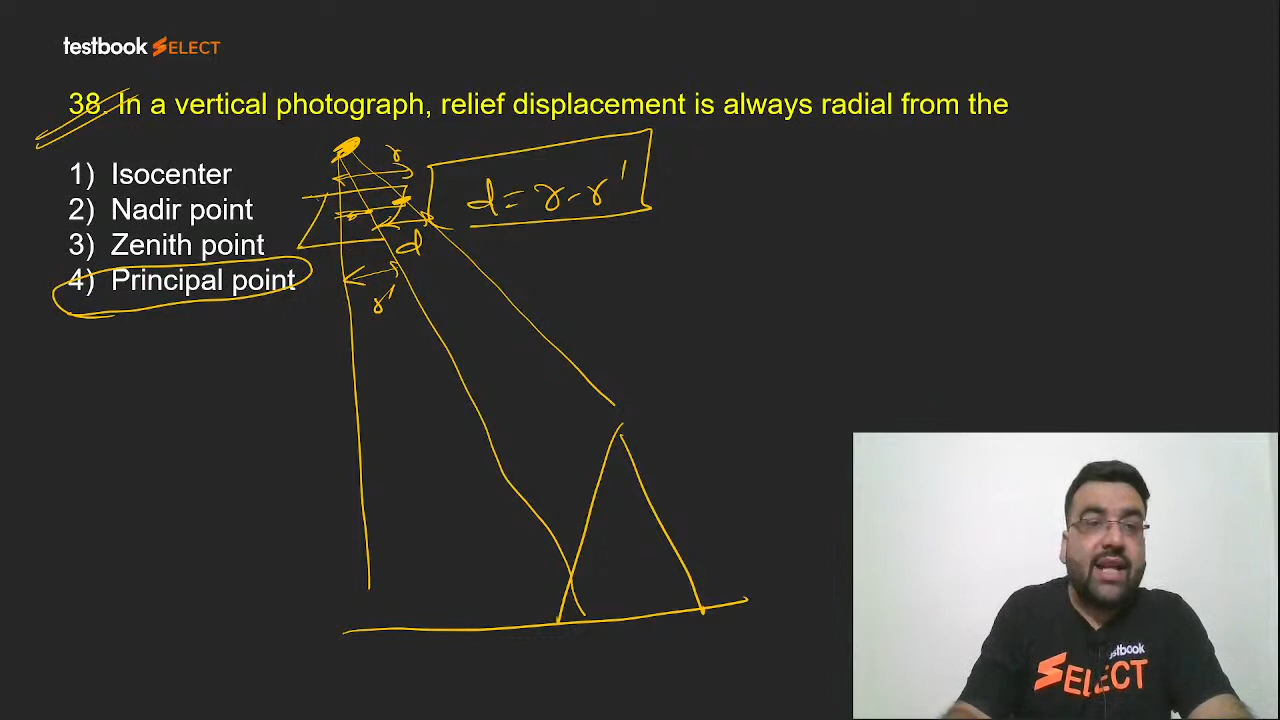 testbook SELECT
38. In a vertical photograph, relief displacement is always radial from the
1) Isocenter
2) Nadir point
3) Zenith point
4) Principal point
r
d = r - r'
d
r'
stbook
SELECT